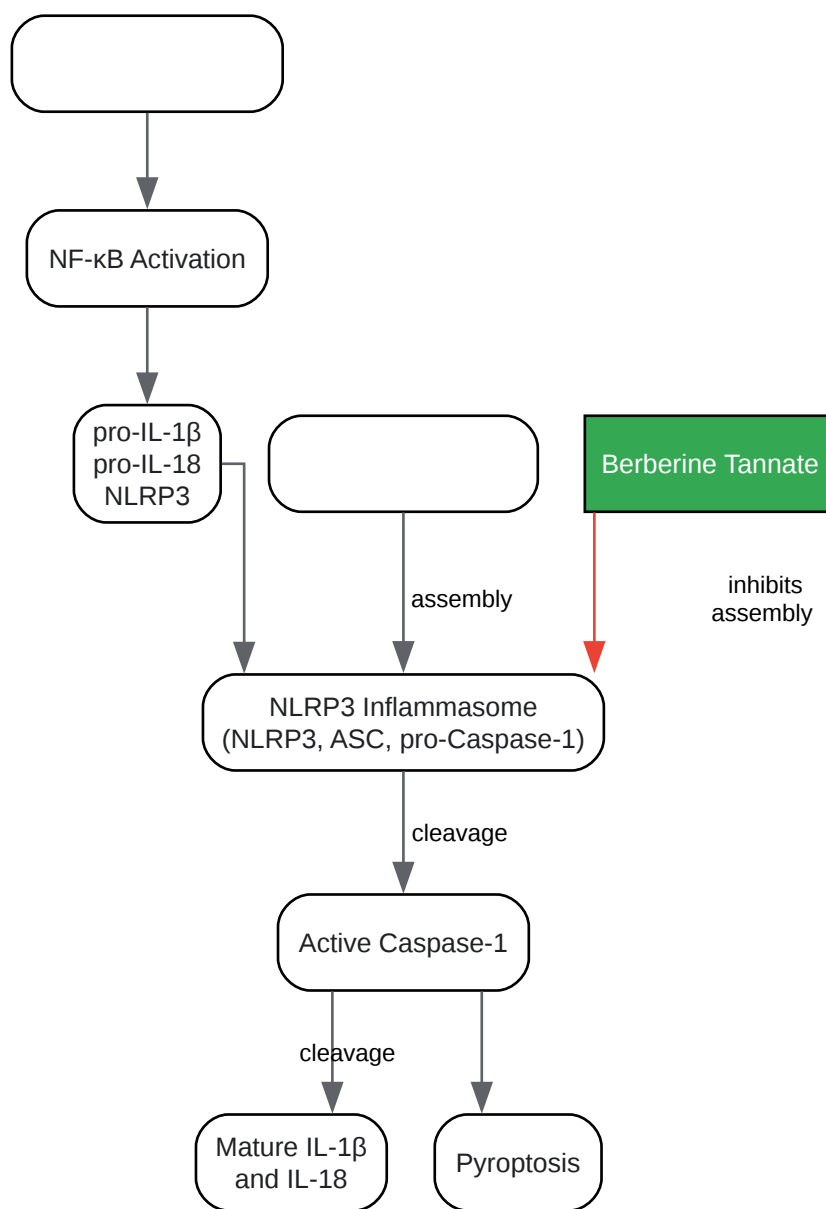 NF-κB Activation
pro-IL-1β
pro-IL-18
NLRP3
Berberine Tannate
assembly
inhibits
assembly
NLRP3 Inflammasome
(NLRP3, ASC, pro-Caspase-1)
cleavage
Active Caspase-1
cleavage
Mature IL-1β
and IL-18
Pyroptosis